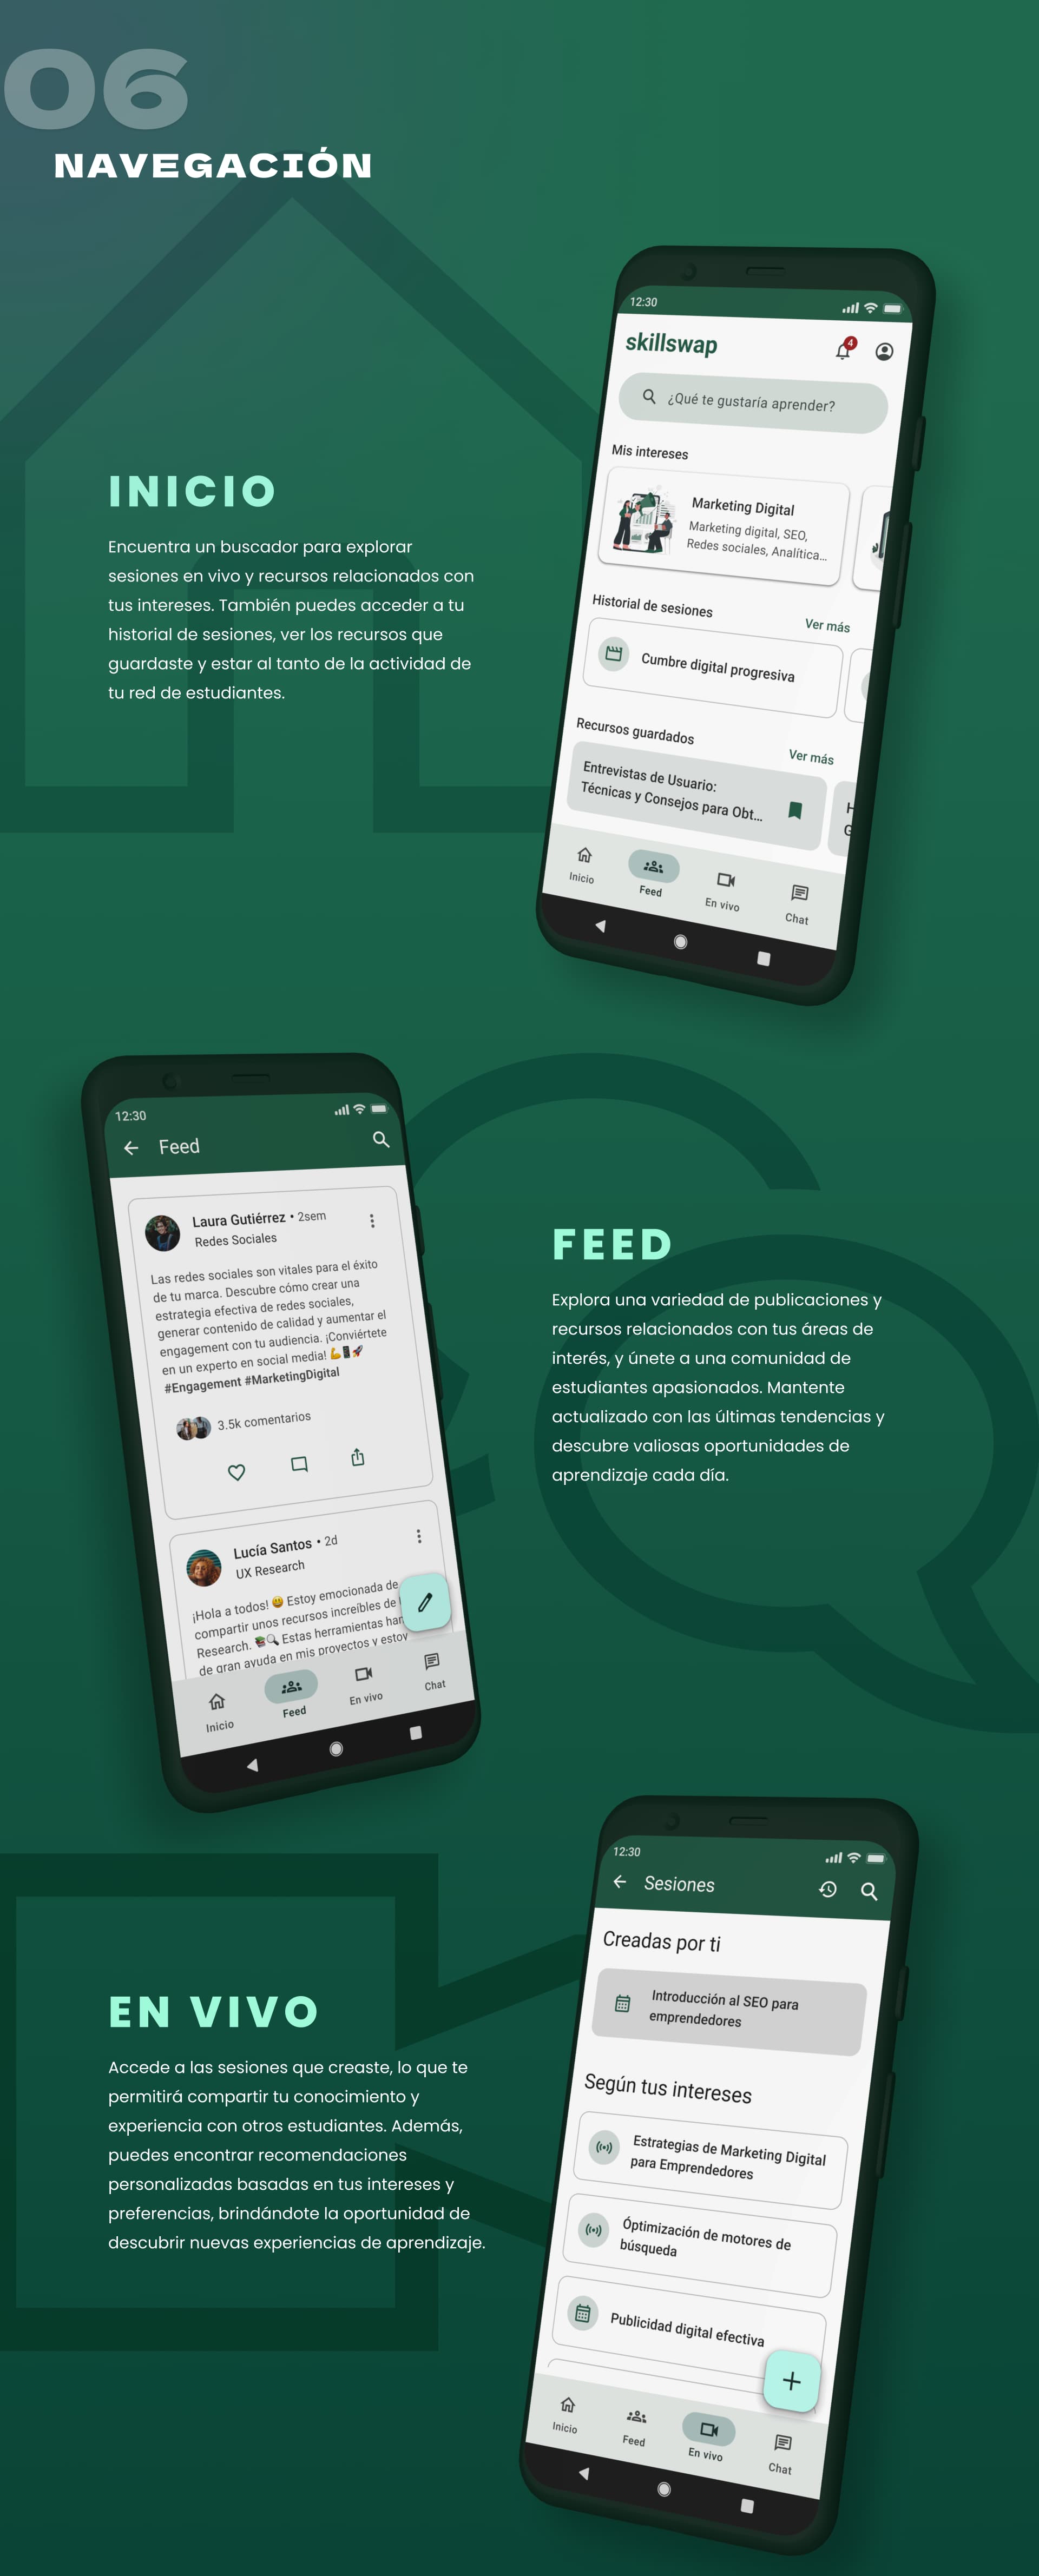 06
NAVEGACIÓN
INICIO
Encuentra un buscador para explorar
sesiones en vivo y recursos relacionados con
tus intereses. También puedes acceder a tu
historial de sesiones, ver los recursos que
guardaste y estar al tanto de la actividad de
tu red de estudiantes.
12:30
skillswap
4
¿Qué te gustaría aprender?
Mis intereses
Marketing Digital
Marketing digital, SEO,
Redes sociales, Analítica...
Historial de sesiones
Ver más
Cumbre digital progresiva
Recursos guardados
Ver más
Entrevistas de Usuario:
Técnicas y Consejos para Obt...
H
G
Inicio
Feed
En vivo
Chat
12:30
Feed
Laura Gutiérrez • 2sem
Redes Sociales
Las redes sociales son vitales para el éxito
de tu marca. Descubre cómo crear una
estrategia efectiva de redes sociales,
generar contenido de calidad y aumentar el
engagement con tu audiencia. ¡Conviértete
en un experto en social media! 💪📱🚀
#Engagement #MarketingDigital
3.5k comentarios
Lucía Santos • 2d
UX Research
¡Hola a todos! 😃 Estoy emocionada de
compartir unos recursos increíbles de
Research. 📚🔍 Estas herramientas han
de gran ayuda en mis proyectos y estoy
Inicio
Feed
En vivo
Chat
FEED
Explora una variedad de publicaciones y
recursos relacionados con tus áreas de
interés, y únete a una comunidad de
estudiantes apasionados. Mantente
actualizado con las últimas tendencias y
descubre valiosas oportunidades de
aprendizaje cada día.
EN VIVO
Accede a las sesiones que creaste, lo que te
permitirá compartir tu conocimiento y
experiencia con otros estudiantes. Además,
puedes encontrar recomendaciones
personalizadas basadas en tus intereses y
preferencias, brindándote la oportunidad de
descubrir nuevas experiencias de aprendizaje.
12:30
Sesiones
Creadas por ti
Introducción al SEO para
emprendedores
Según tus intereses
Estrategias de Marketing Digital
para Emprendedores
Óptimización de motores de
búsqueda
Publicidad digital efectiva
Inicio
Feed
En vivo
Chat